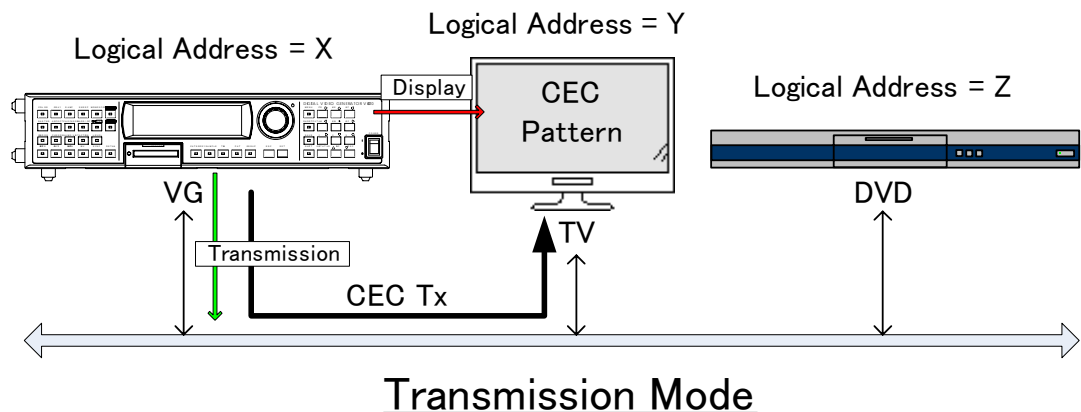 Logical Address = X
Logical Address = Y
Logical Address = Z
Display
CEC
Pattern
VG
TV
DVD
Transmission
CEC Tx
Transmission Mode